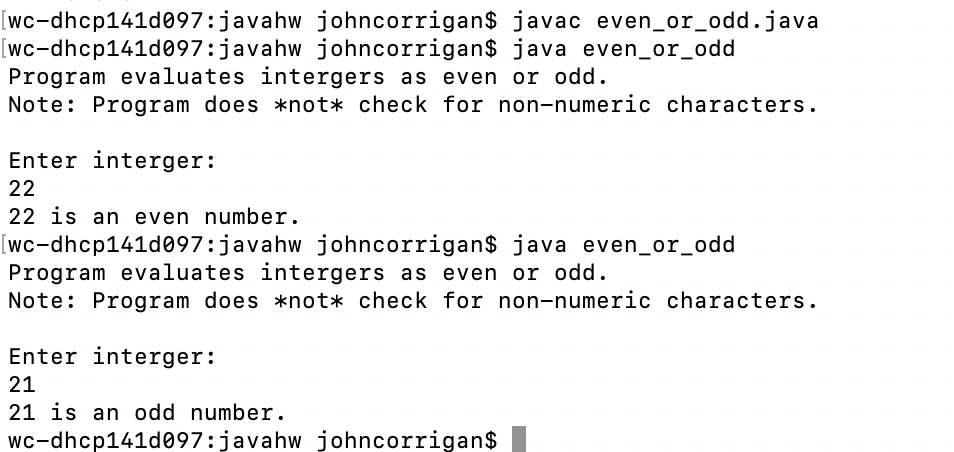 [wc-dhcp141d097:javahw johncorrigan$ javac even_or_odd.java
[wc-dhcp141d097:javahw johncorrigan$ java even_or_odd
Program evaluates intergers as even or odd.
Note: Program does *not* check for non-numeric characters.
Enter interger:
22
22 is an even number.
[wc-dhcp141d097:javahw johncorrigan$ java even_or_odd
Program evaluates intergers as even or odd.
Note: Program does *not* check for non-numeric characters.
Enter interger:
21
21 is an odd number.
wc-dhcp141d097:javahw johncorrigan$